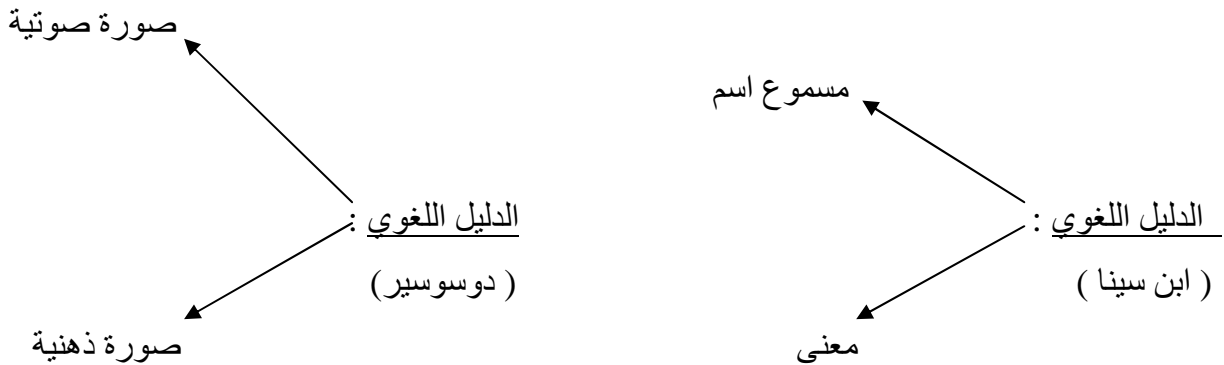 مسموع اسم
الدليل اللغوي :
( ابن سينا )
معنى
صورة صوتية
الدليل اللغوي :
( دوسوسير)
صورة ذهنية